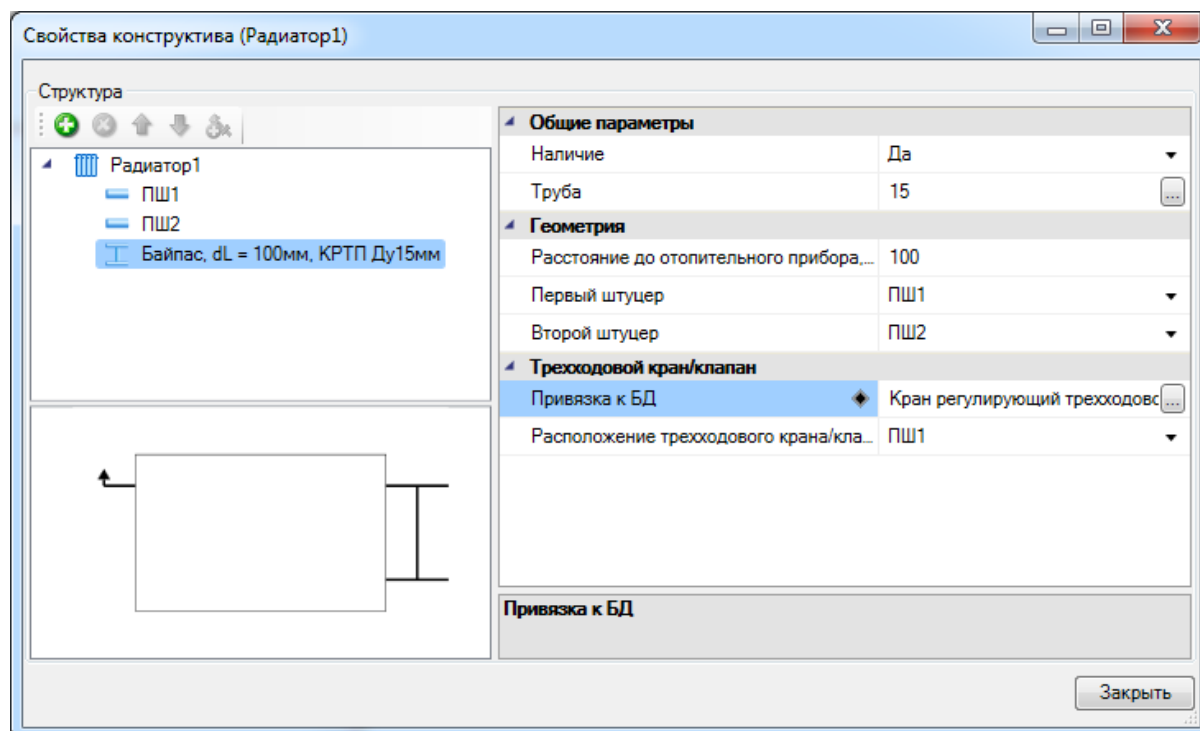 Свойства конструктива (Радиатор1)
Структура
Радиатор1
ПШ1
ПШ2
Байпас, dL = 100мм, КРТП Ду15мм
Общие параметры
Наличие Да
Труба 15 ...
Геометрия
Расстояние до отопительного прибора,... 100
Первый штуцер ПШ1
Второй штуцер ПШ2
Трехходовой кран/клапан
Привязка к БД Кран регулирующий трехходовс ...
Расположение трехходового крана/кла... ПШ1
Привязка к БД
Закрыть